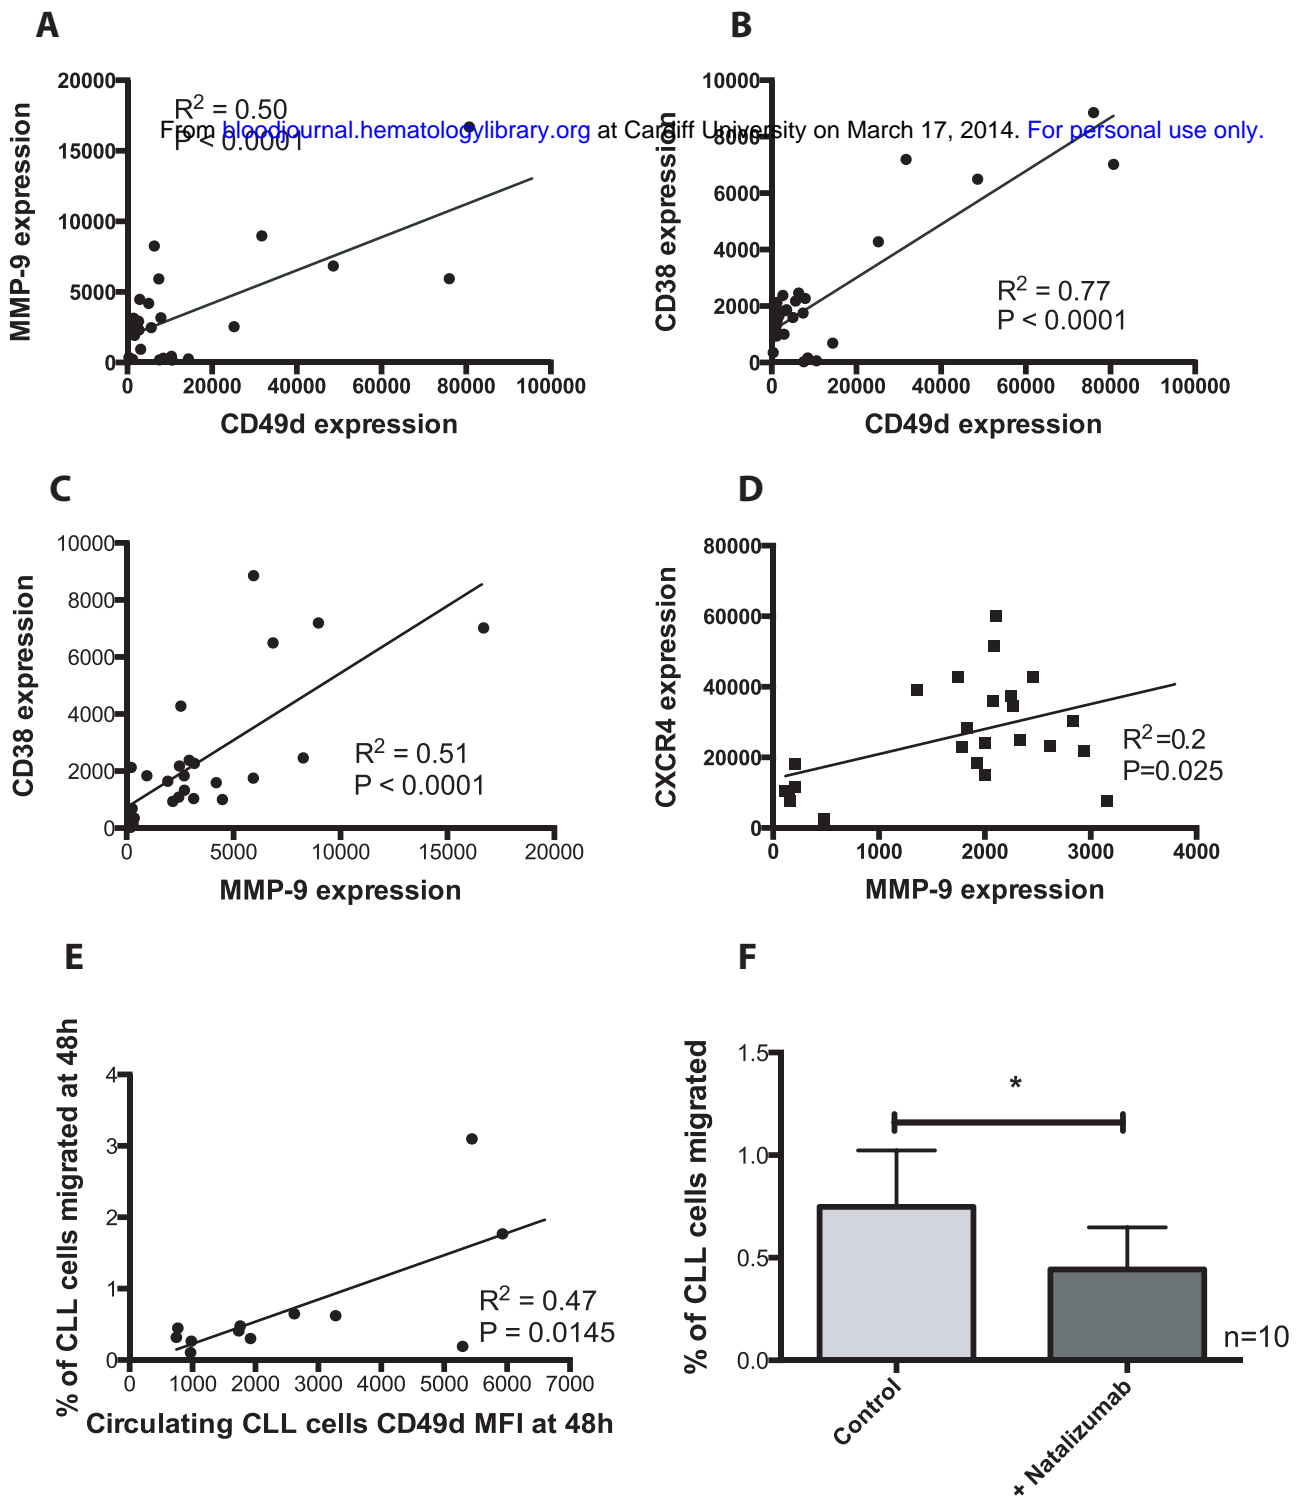 A
B
20000
15000
10000
5000
0
MMP-9 expression
R2 = 0.50
P < 0.0001
0 20000 40000 60000 80000 100000
CD49d expression
From bloodjournal.hematologylibrary.org at Cardiff University on March 17, 2014. For personal use only.
10000
8000
6000
4000
2000
0
CD38 expression
R2 = 0.77
P < 0.0001
0 20000 40000 60000 80000 100000
CD49d expression
C
D
10000
8000
6000
4000
2000
0
CD38 expression
R2 = 0.51
P < 0.0001
0 5000 10000 15000 20000
MMP-9 expression
80000
60000
40000
20000
0
CXCR4 expression
R2=0.2
P=0.025
0 1000 2000 3000 4000
MMP-9 expression
E
F
4
3
2
1
0
% of CLL cells migrated at 48h
R2 = 0.47
P = 0.0145
0 1000 2000 3000 4000 5000 6000 7000
Circulating CLL cells CD49d MFI at 48h
1.5
1.0
0.5
0.0
% of CLL cells migrated
*
n=10
Control
+ Natalizumab